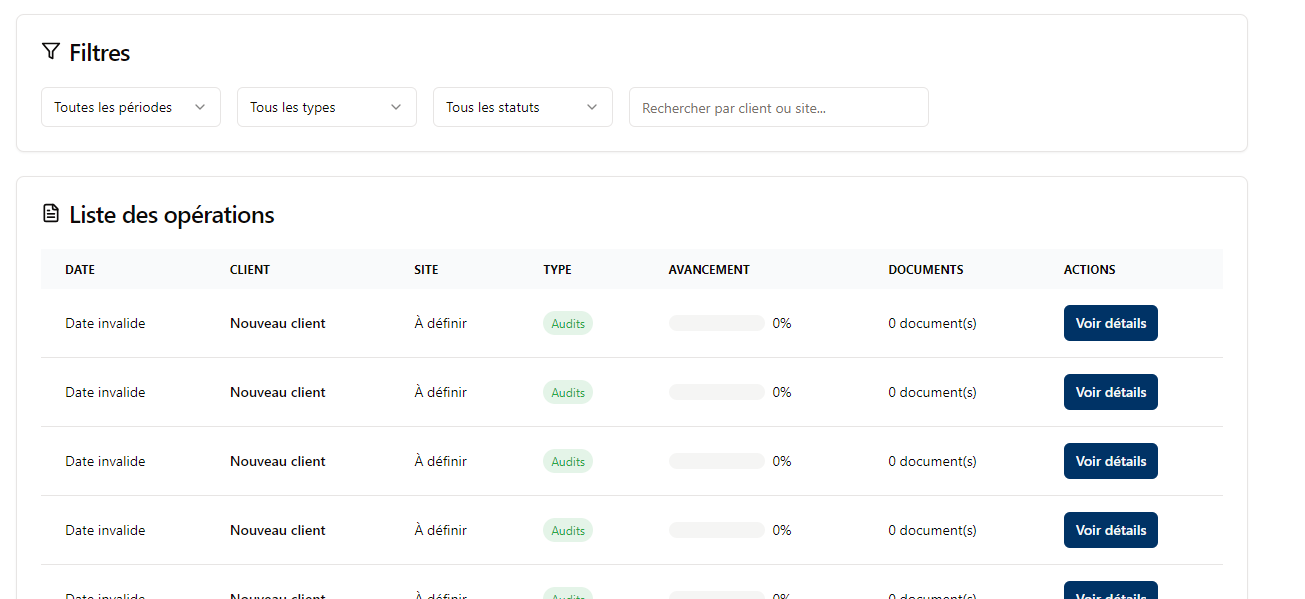 Filtres
Toutes les périodes Tous les types Tous les statuts Rechercher par client ou site...
Liste des opérations
DATE CLIENT SITE TYPE AVANCEMENT DOCUMENTS ACTIONS
Date invalide Nouveau client À définir Audits 0% 0 document(s) Voir détails
Date invalide Nouveau client À définir Audits 0% 0 document(s) Voir détails
Date invalide Nouveau client À définir Audits 0% 0 document(s) Voir détails
Date invalide Nouveau client À définir Audits 0% 0 document(s) Voir détails
Date invalide Nouveau client À définir Audits 0% 0 document(s) Voir détails